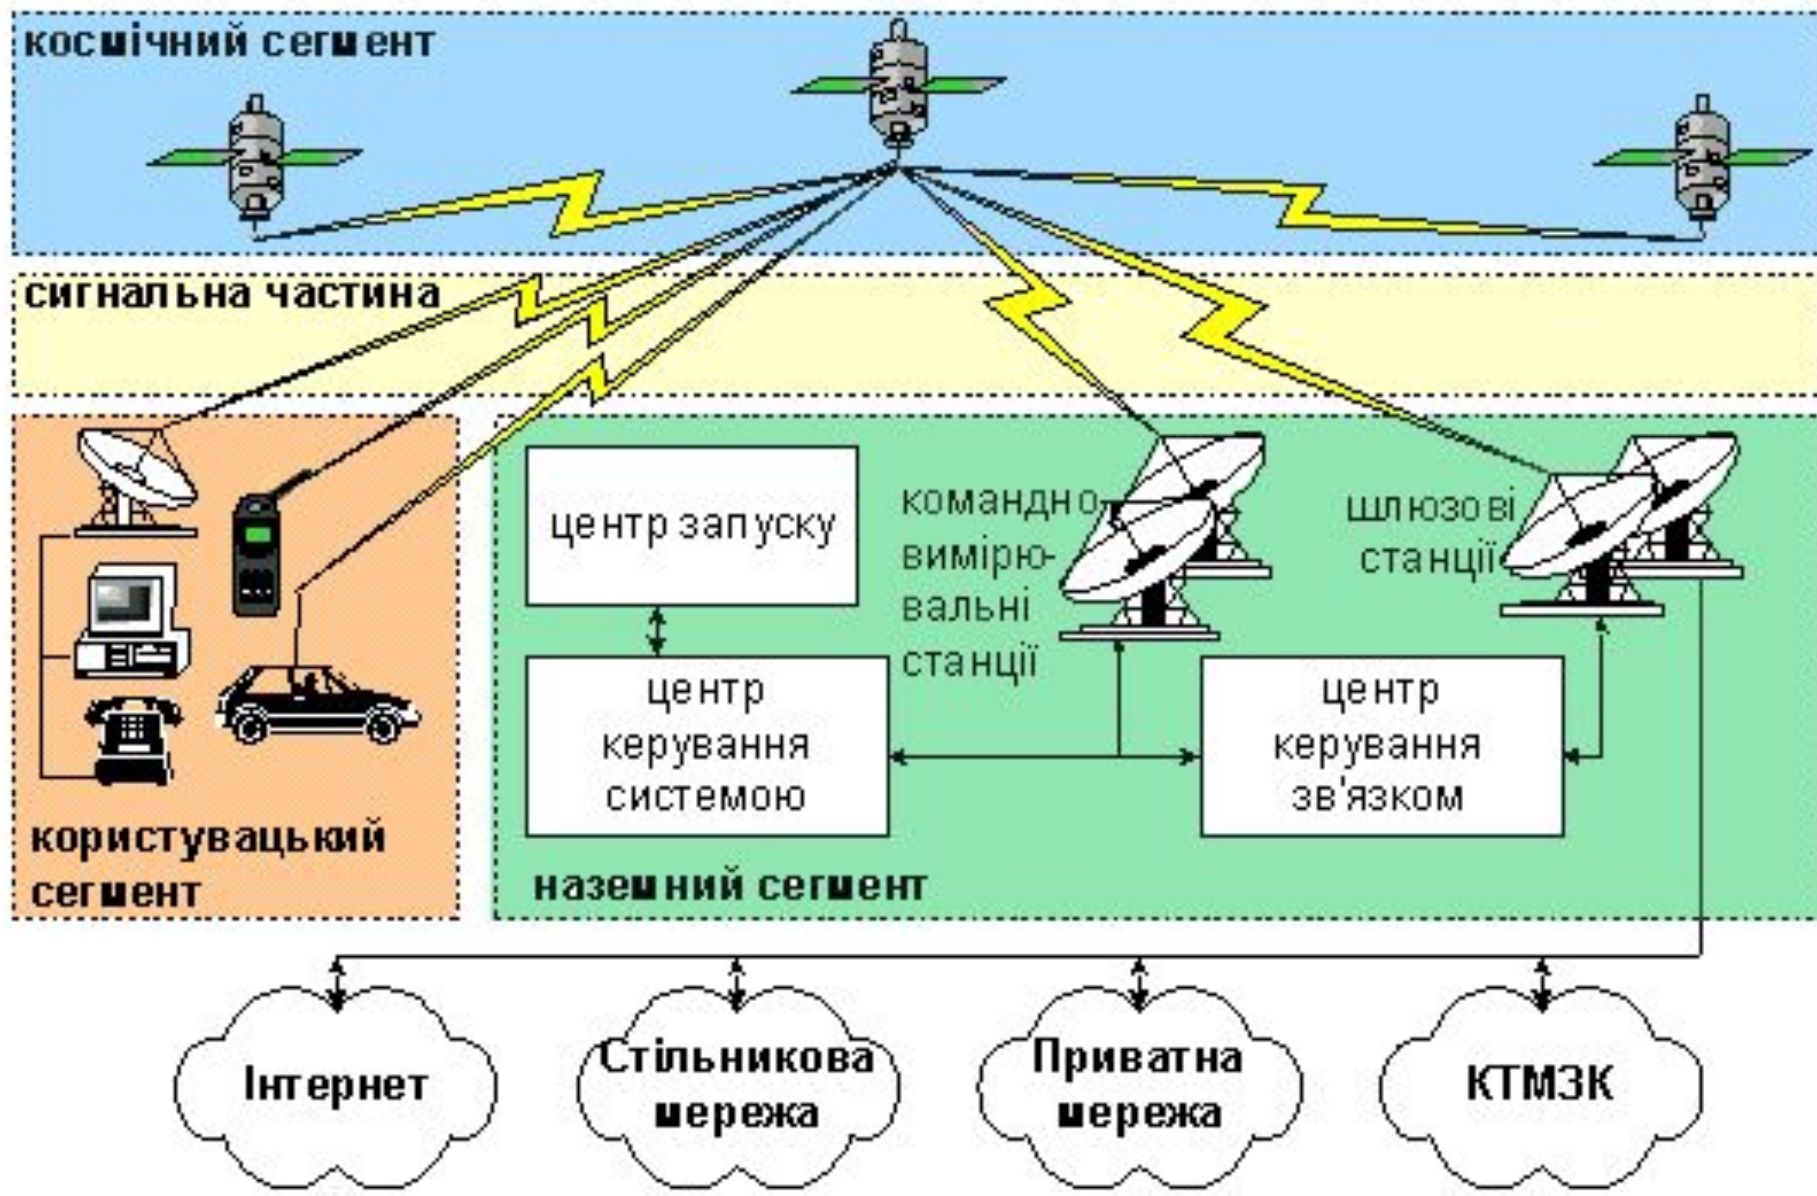 космічний сегмент
сигнальна частина
користувацький
сегмент
центр запуску
командно-
вимірю-
вальні
станції
шлюзові
станції
центр
керування
системою
центр
керування
зв'язком
наземний сегмент
Інтернет
Стільникова
мережа
Приватна
мережа
КТМЗК